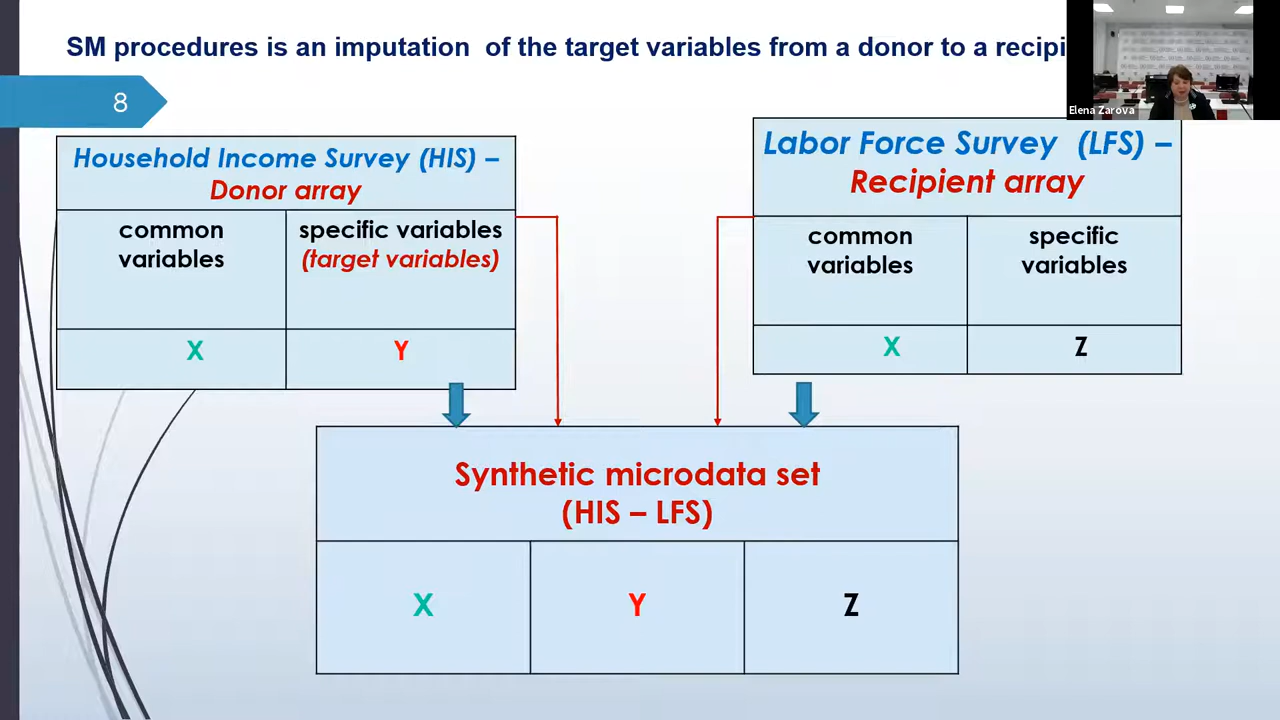 SM procedures is an imputation of the target variables from a donor to a
Elena Zarova
8
Household Income Survey (HIS) –
Donor array
common
variables
specific variables
(target variables)
X
Y
Labor Force Survey (LFS) –
Recipient array
common
variables
specific
variables
X
Z
Synthetic microdata set
(HIS – LFS)
X
Y
Z